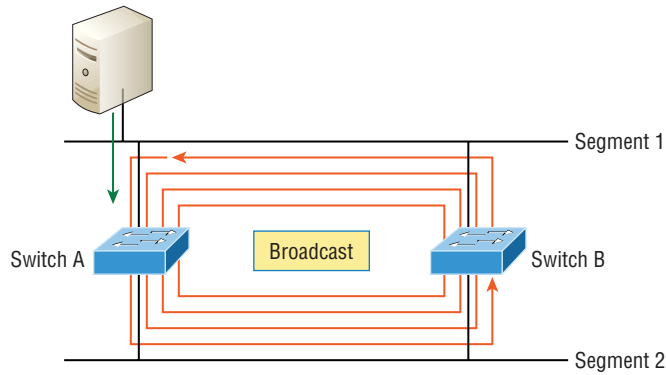 Segment 1
Switch A
Broadcast
Switch B
Segment 2